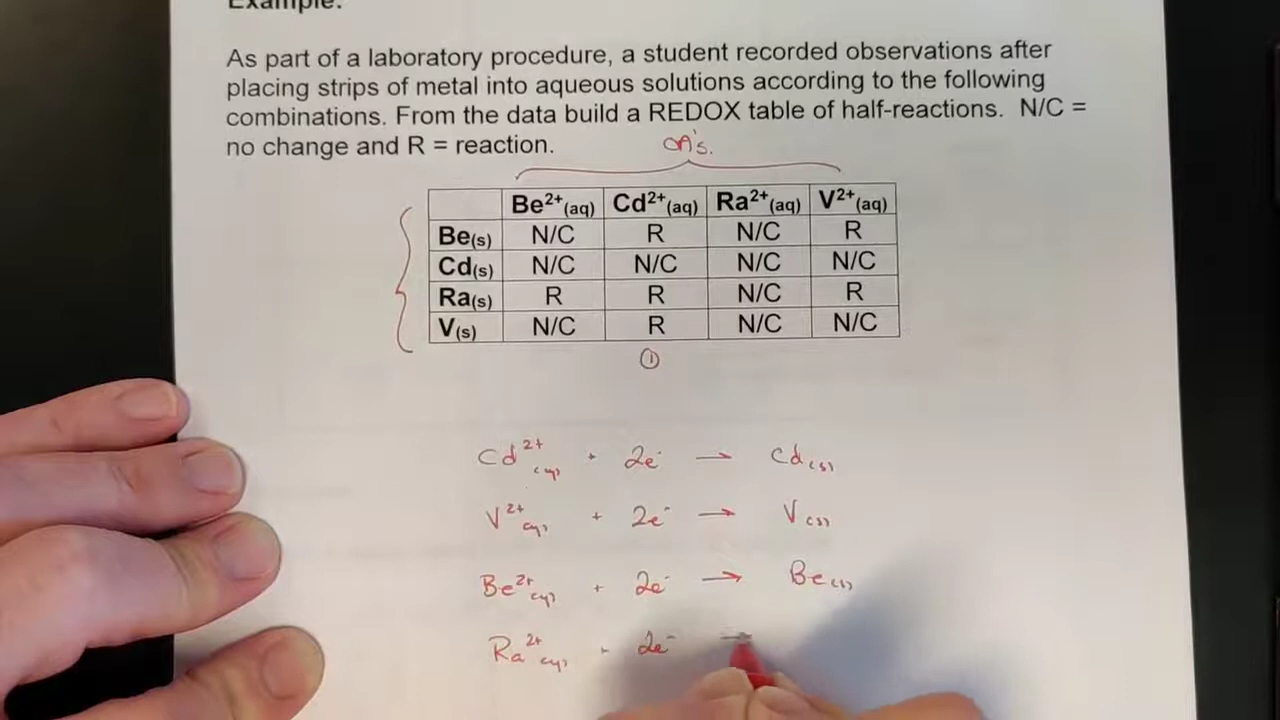 Example:
As part of a laboratory procedure, a student recorded observations after
placing strips of metal into aqueous solutions according to the following
combinations. From the data build a REDOX table of half-reactions. N/C =
no change and R = reaction.
OA's.
Be²⁺(aq) Cd²⁺(aq) Ra²⁺(aq) V²⁺(aq)
Be(s) N/C R N/C R
Cd(s) N/C N/C N/C N/C
Ra(s) R R N/C R
V(s) N/C R N/C N/C
①
Cd²⁺(aq) + 2e⁻ → Cd(s)
V²⁺(aq) + 2e⁻ → V(s)
Be²⁺(aq) + 2e⁻ → Be(s)
Ra²⁺(aq) + 2e⁻ →